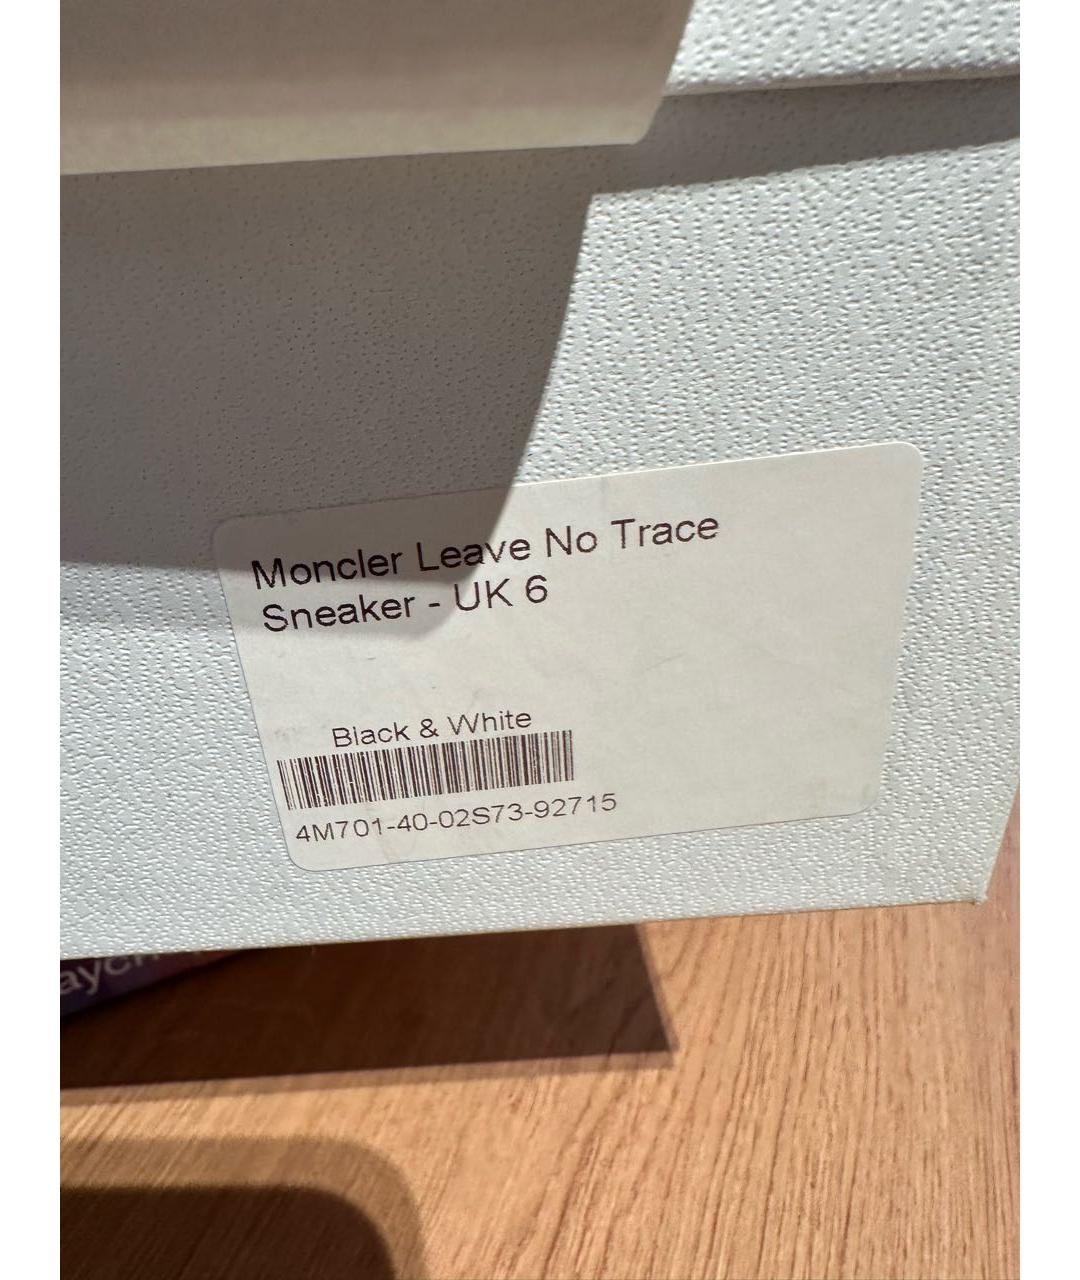 Moncler Leave No Trace
Sneaker - UK 6
Black & White
4M701-40-02S73-92715